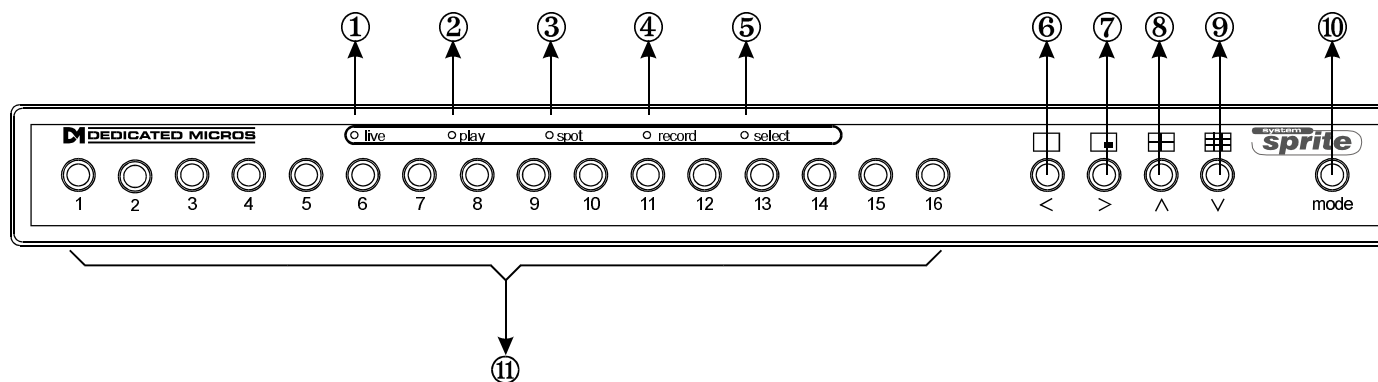 ① ② ③ ④ ⑤ ⑥ ⑦ ⑧ ⑨ ⑩
DEDICATED MICROS live play spot record select system
sprite
1 2 3 4 5 6 7 8 9 10 11 12 13 14 15 16 < > ∧ ∨ mode
⑪